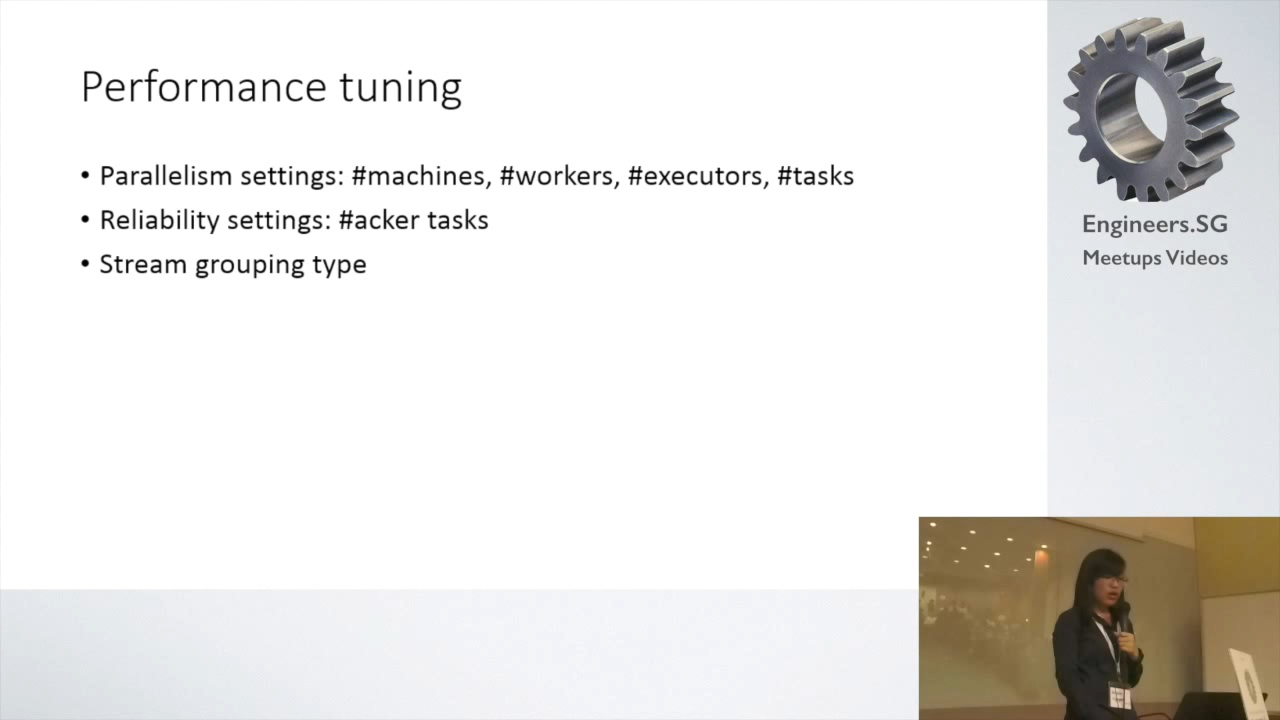 Performance tuning
• Parallelism settings: #machines, #workers, #executors, #tasks
• Reliability settings: #acker tasks
• Stream grouping type
Engineers.SG
Meetups Videos